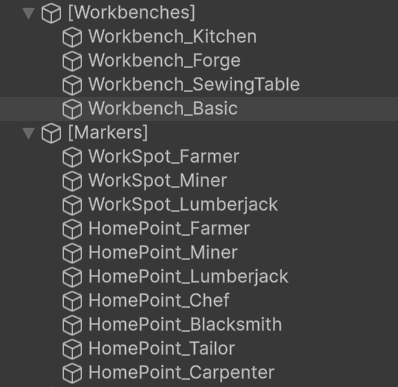 [Workbenches]
Workbench_Kitchen
Workbench_Forge
Workbench_SewingTable
Workbench_Basic
[Markers]
WorkSpot_Farmer
WorkSpot_Miner
WorkSpot_Lumberjack
HomePoint_Farmer
HomePoint_Miner
HomePoint_Lumberjack
HomePoint_Chef
HomePoint_Blacksmith
HomePoint_Tailor
HomePoint_Carpenter